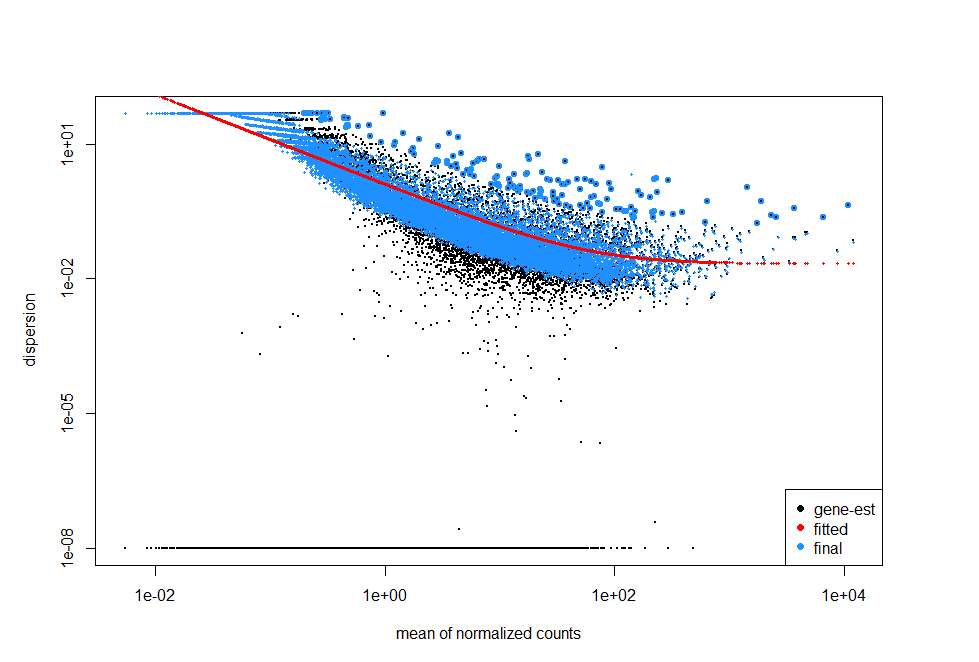 1e+01
1e-02
1e-05
1e-08
dispersion
gene-est
fitted
final
1e-02
1e+00
1e+02
1e+04
mean of normalized counts